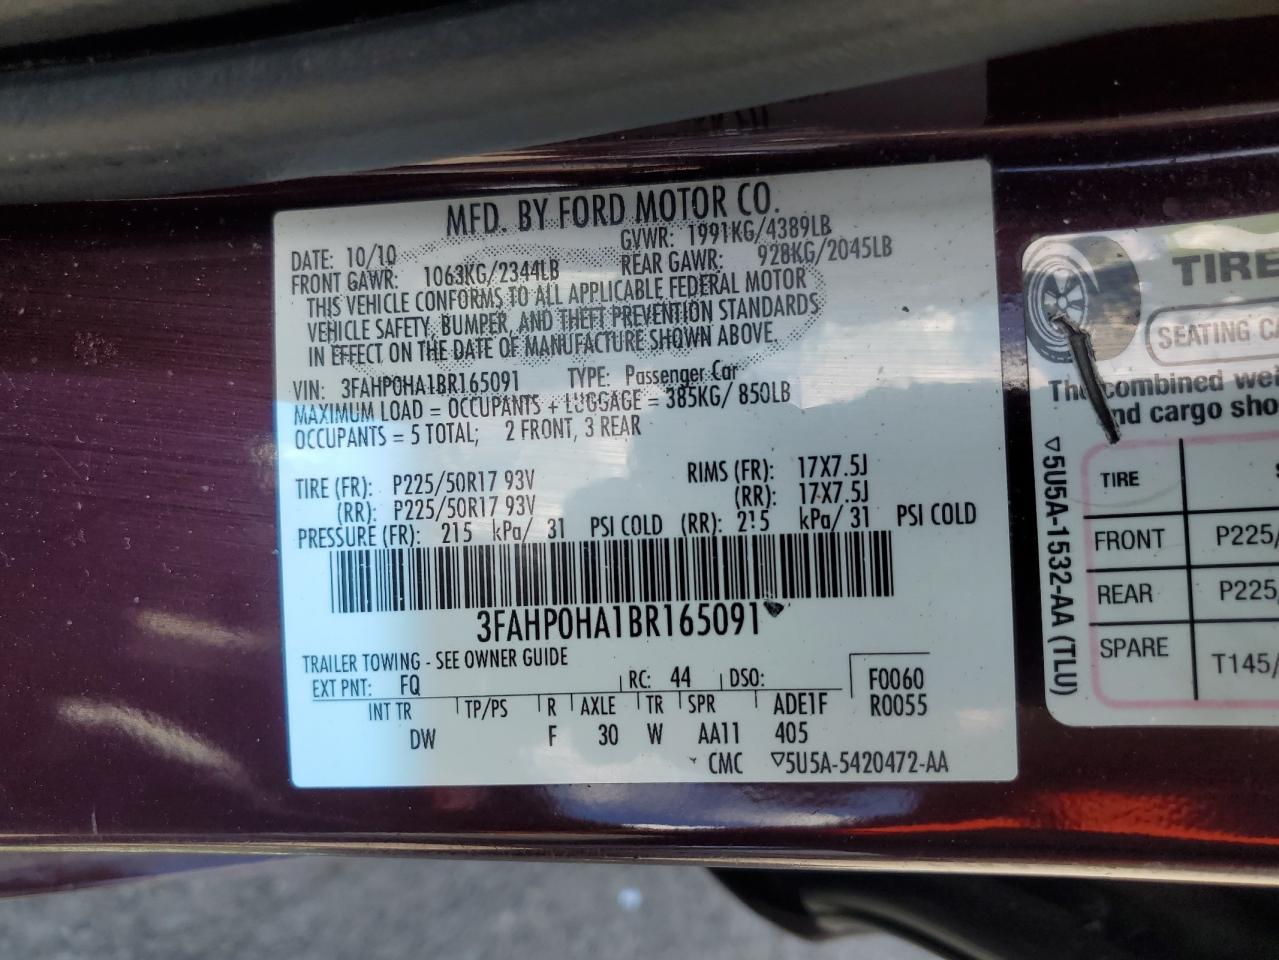 MFD. BY FORD MOTOR CO.
DATE: 10/10 GVWR: 1991KG/4389LB
FRONT GAWR: 1063KG/2344LB REAR GAWR: 928KG/2045LB
THIS VEHICLE CONFORMS TO ALL APPLICABLE FEDERAL MOTOR
VEHICLE SAFETY, BUMPER, AND THEFT PREVENTION STANDARDS
IN EFFECT ON THE DATE OF MANUFACTURE SHOWN ABOVE.
VIN: 3FAHP0HA1BR165091 TYPE: Passenger Car
MAXIMUM LOAD = OCCUPANTS + LUGGAGE = 385KG/ 850LB
OCCUPANTS = 5 TOTAL; 2 FRONT, 3 REAR
TIRE (FR): P225/50R17 93V RIMS (FR): 17X7.5J
(RR): P225/50R17 93V (RR): 17X7.5J
PRESSURE (FR): 215 kPa/ 31 PSI COLD (RR): 215 kPa/ 31 PSI COLD
3FAHP0HA1BR165091
TRAILER TOWING - SEE OWNER GUIDE
EXT PNT: FQ RC: 44 DSO: F0060
INT TR TP/PS R AXLE TR SPR ADE1F R0055
DW F 30 W AA11 405
CMC ▽5U5A-5420472-AA
TIRE
SEATING
The combined
and cargo
▽5U5A-1532-AA (TLU)
TIRE
FRONT P225/
REAR P225/
SPARE T145/